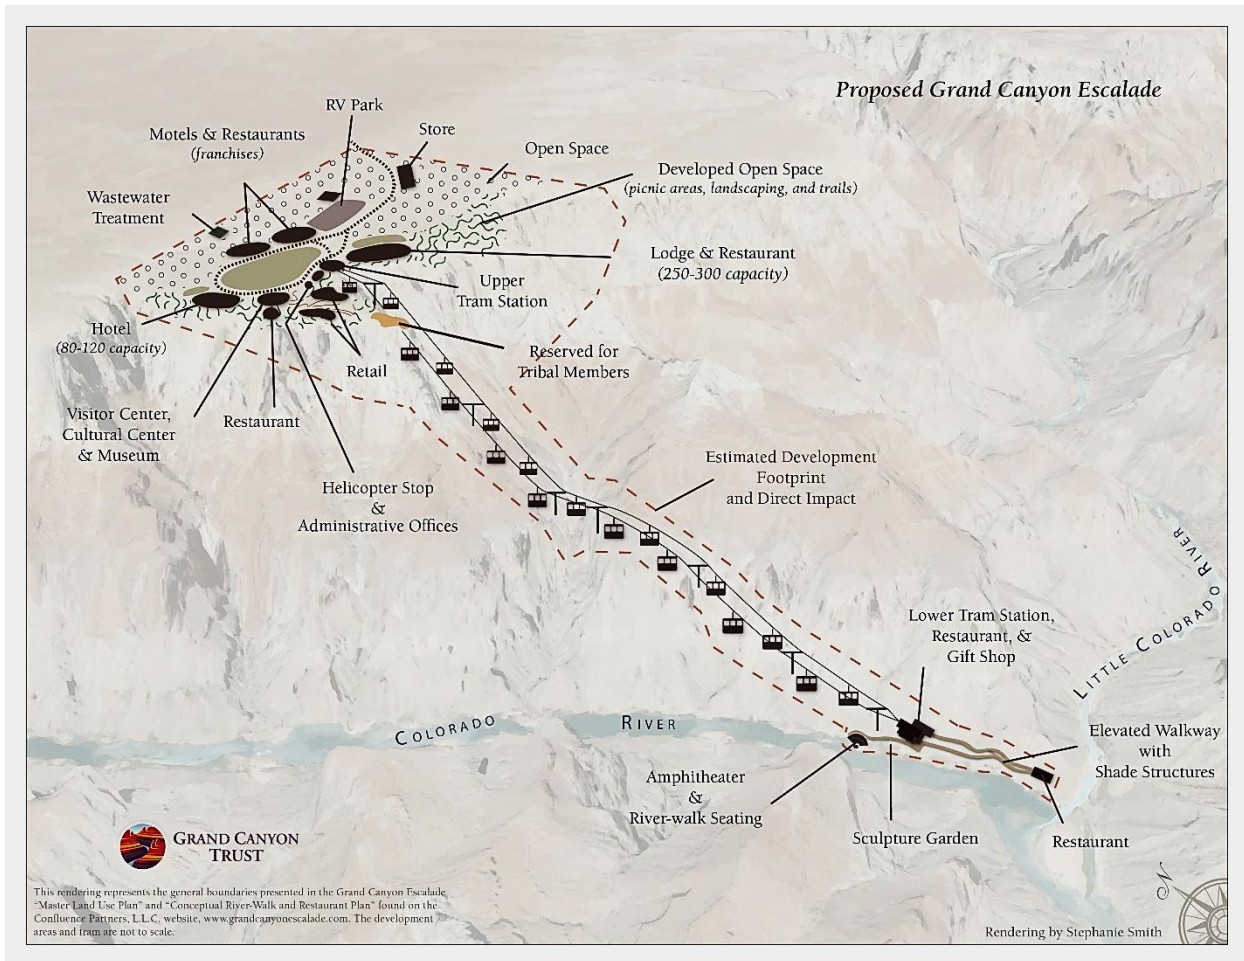 Proposed Grand Canyon Escalade
RV Park
Motels & Restaurants
(franchises)
Store
Open Space
Developed Open Space
(picnic areas, landscaping, and trails)
Wastewater
Treatment
Lodge & Restaurant
(250-300 capacity)
Upper
Tram Station
Hotel
(80-120 capacity)
Reserved for
Tribal Members
Retail
Visitor Center,
Cultural Center
& Museum
Restaurant
Helicopter Stop
&
Administrative Offices
Estimated Development
Footprint
and Direct Impact
LITTLE COLORADO RIVER
Lower Tram Station,
Restaurant, &
Gift Shop
COLORADO RIVER
Elevated Walkway
with
Shade Structures
Amphitheater
&
River-walk Seating
Sculpture Garden
Restaurant
GRAND CANYON
TRUST
This rendering represents the general boundaries presented in the Grand Canyon Escalade
"Master Land Use Plan" and "Conceptual River-Walk and Restaurant Plan" found on the
Confluence Partners, L.L.C. website, www.grandcanyonescalade.com. The development
areas and tram are not to scale.
N
Rendering by Stephanie Smith